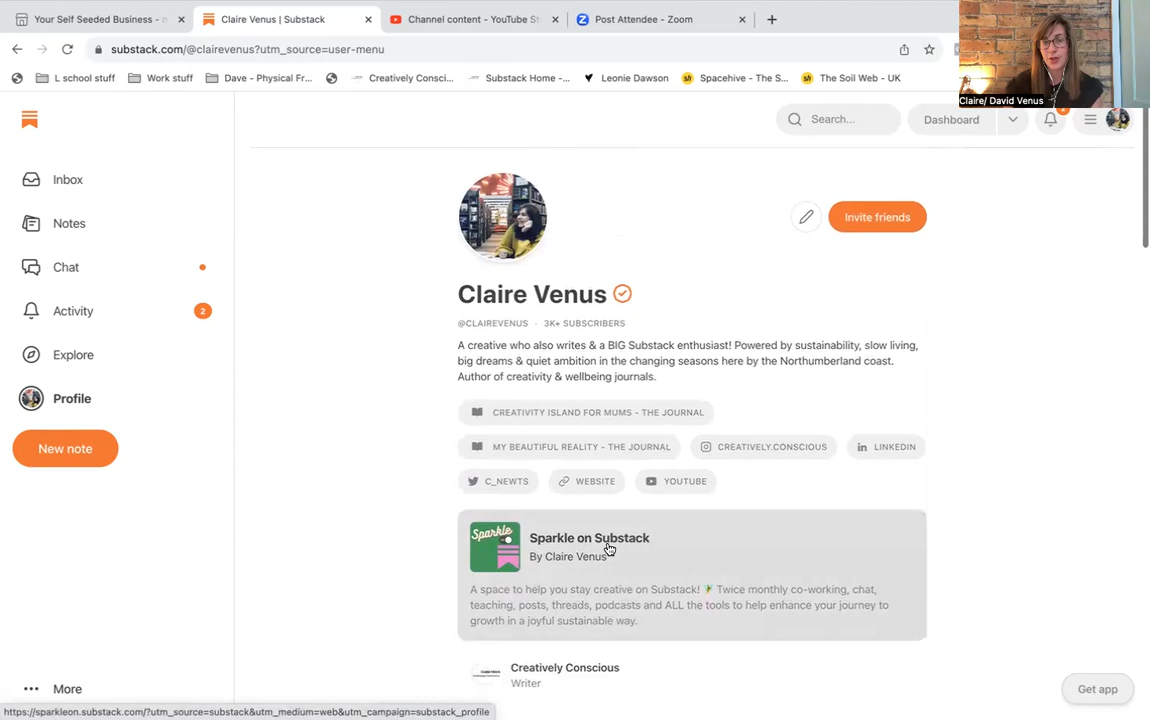 Your Self Seeded Business -
Claire Venus | Substack
Channel content - YouTube St
Post Attendee - Zoom
substack.com/@clairevenus?utm_source=user-menu
L school stuff
Work stuff
Dave - Physical Fr...
Creatively Consci...
Substack Home -...
Leonie Dawson
Spacehive - The S...
The Soil Web - UK
Claire/ David Venus
Search...
Dashboard
Inbox
Notes
Chat
Activity
2
Explore
Profile
New note
More
Invite friends
Claire Venus
@CLAIREVENUS · 3K+ SUBSCRIBERS
A creative who also writes & a BIG Substack enthusiast! Powered by sustainability, slow living,
big dreams & quiet ambition in the changing seasons here by the Northumberland coast.
Author of creativity & wellbeing journals.
CREATIVITY ISLAND FOR MUMS - THE JOURNAL
MY BEAUTIFUL REALITY - THE JOURNAL
CREATIVELY.CONSCIOUS
LINKEDIN
C_NEWTS
WEBSITE
YOUTUBE
Sparkle
Sparkle on Substack
By Claire Venus
A space to help you stay creative on Substack! Twice monthly co-working, chat,
teaching, posts, threads, podcasts and ALL the tools to help enhance your journey to
growth in a joyful sustainable way.
Creatively Conscious
Writer
Get app
https://sparkleon.substack.com/?utm_source=substack&utm_medium=web&utm_campaign=substack_profile